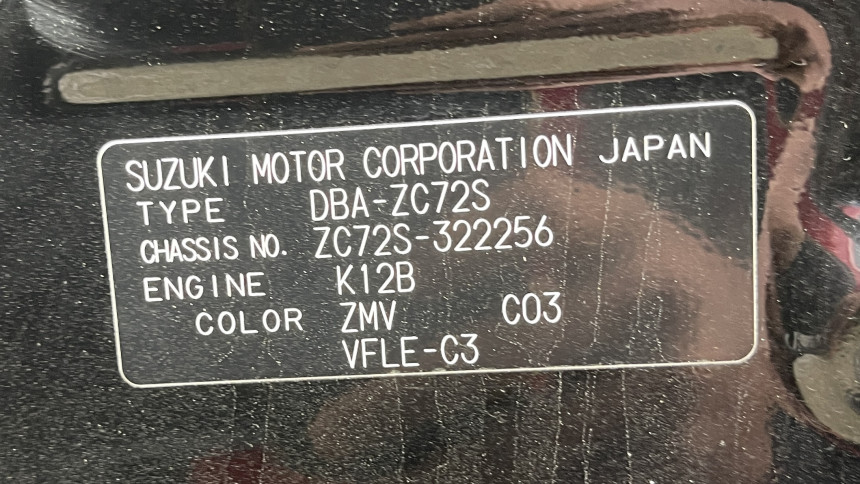 SUZUKI MOTOR CORPORATION JAPAN
TYPE DBA-ZC72S
CHASSIS NO. ZC72S-322256
ENGINE K12B
COLOR ZMV C03
VFLE-C3